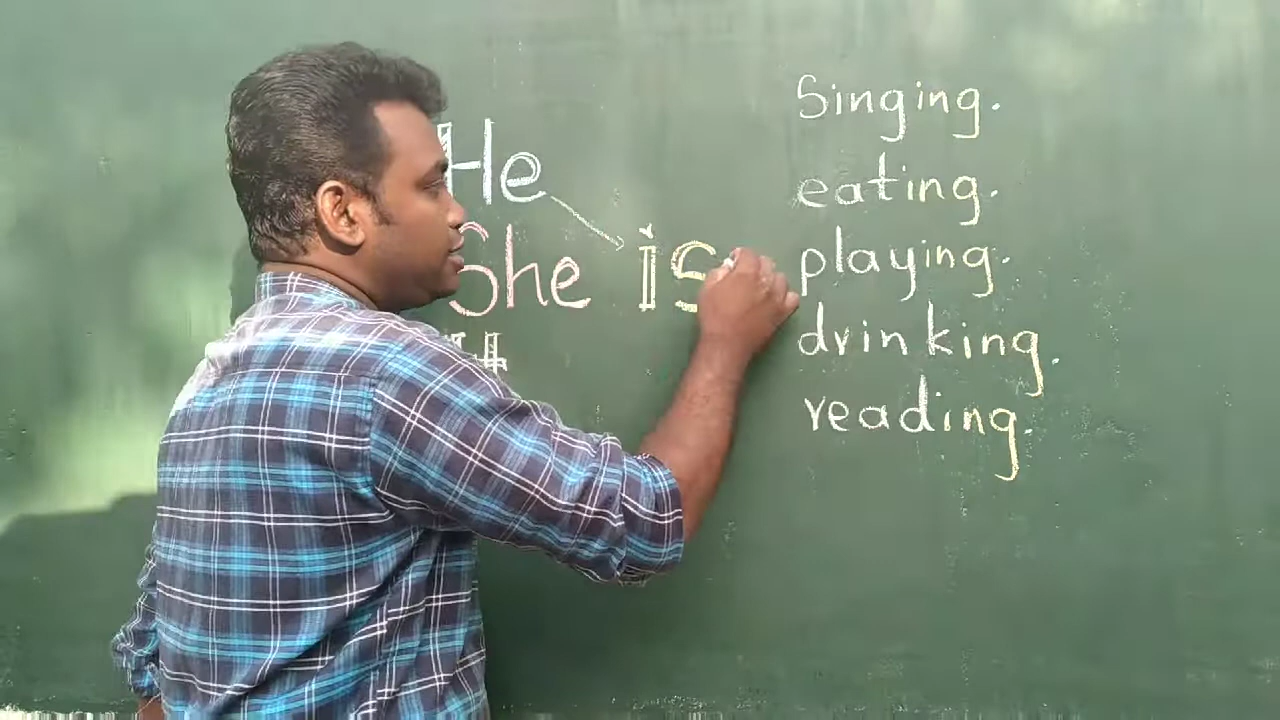 He
She is
Singing.
eating.
playing.
drinking.
reading.